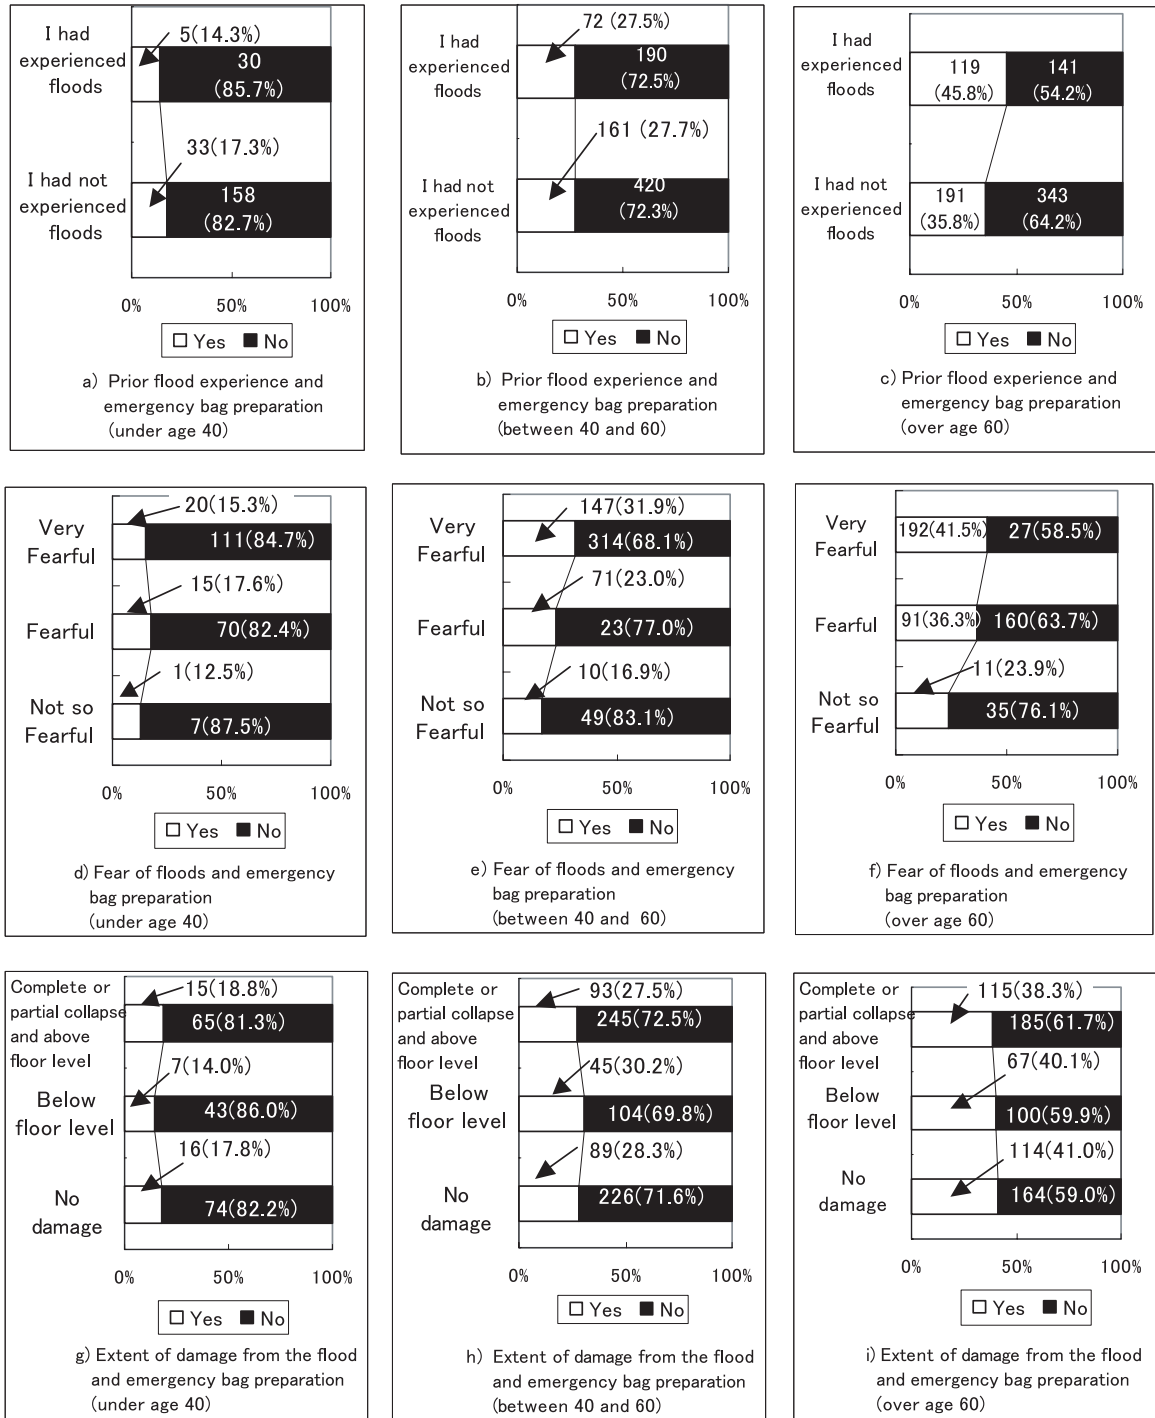 I had
experienced
floods
5(14.3%)
30
(85.7%)
33(17.3%)
I had not
experienced
floods
158
(82.7%)
0%
50%
100%
Yes
No
a) Prior flood experience and
emergency bag preparation
(under age 40)
I had
experienced
floods
72 (27.5%)
190
(72.5%)
161 (27.7%)
I had not
experienced
floods
420
(72.3%)
0%
50%
100%
Yes
No
b) Prior flood experience and
emergency bag preparation
(between 40 and 60)
I had
experienced
floods
119
(45.8%)
141
(54.2%)
I had not
experienced
floods
191
(35.8%)
343
(64.2%)
0%
50%
100%
Yes
No
c) Prior flood experience and
emergency bag preparation
(over age 60)
20(15.3%)
Very
Fearful
111(84.7%)
15(17.6%)
Fearful
70(82.4%)
1(12.5%)
Not so
Fearful
7(87.5%)
0%
50%
100%
Yes
No
d) Fear of floods and emergency
bag preparation
(under age 40)
147(31.9%)
Very
Fearful
314(68.1%)
71(23.0%)
Fearful
23(77.0%)
10(16.9%)
Not so
Fearful
49(83.1%)
0%
50%
100%
Yes
No
e) Fear of floods and emergency
bag preparation
(between 40 and 60)
Very
Fearful
192(41.5%)
27(58.5%)
Fearful
91(36.3%)
160(63.7%)
11(23.9%)
Not so
Fearful
35(76.1%)
0%
50%
100%
Yes
No
f) Fear of floods and emergency
bag preparation
(over age 60)
Complete or
partial collapse
and above
floor level
15(18.8%)
65(81.3%)
7(14.0%)
Below
floor level
43(86.0%)
16(17.8%)
No
damage
74(82.2%)
0%
50%
100%
Yes
No
g) Extent of damage from the flood
and emergency bag preparation
(under age 40)
Complete or
partial collapse
and above
floor level
93(27.5%)
245(72.5%)
45(30.2%)
Below
floor level
104(69.8%)
89(28.3%)
No
damage
226(71.6%)
0%
50%
100%
Yes
No
h) Extent of damage from the flood
and emergency bag preparation
(between 40 and 60)
Complete or
partial collapse
and above
floor level
115(38.3%)
185(61.7%)
67(40.1%)
Below
floor level
100(59.9%)
114(41.0%)
No
damage
164(59.0%)
0%
50%
100%
Yes
No
i) Extent of damage from the flood
and emergency bag preparation
(over age 60)